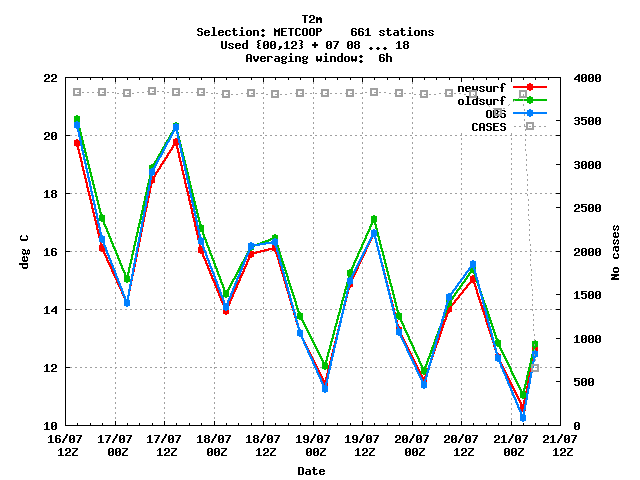 T2m
Selection: METCOOP 661 stations
Used {00,12} + 07 08 ... 18
Averaging window: 6h
22 4000
newsurf
oldsurf
OBS
CASES
3500
20
3000
18
2500
deg C
16 2000
No cases
1500
14
1000
12
500
10 0
16/07 17/07 17/07 18/07 18/07 19/07 19/07 20/07 20/07 21/07 21/07
12Z 00Z 12Z 00Z 12Z 00Z 12Z 00Z 12Z 00Z 12Z
Date